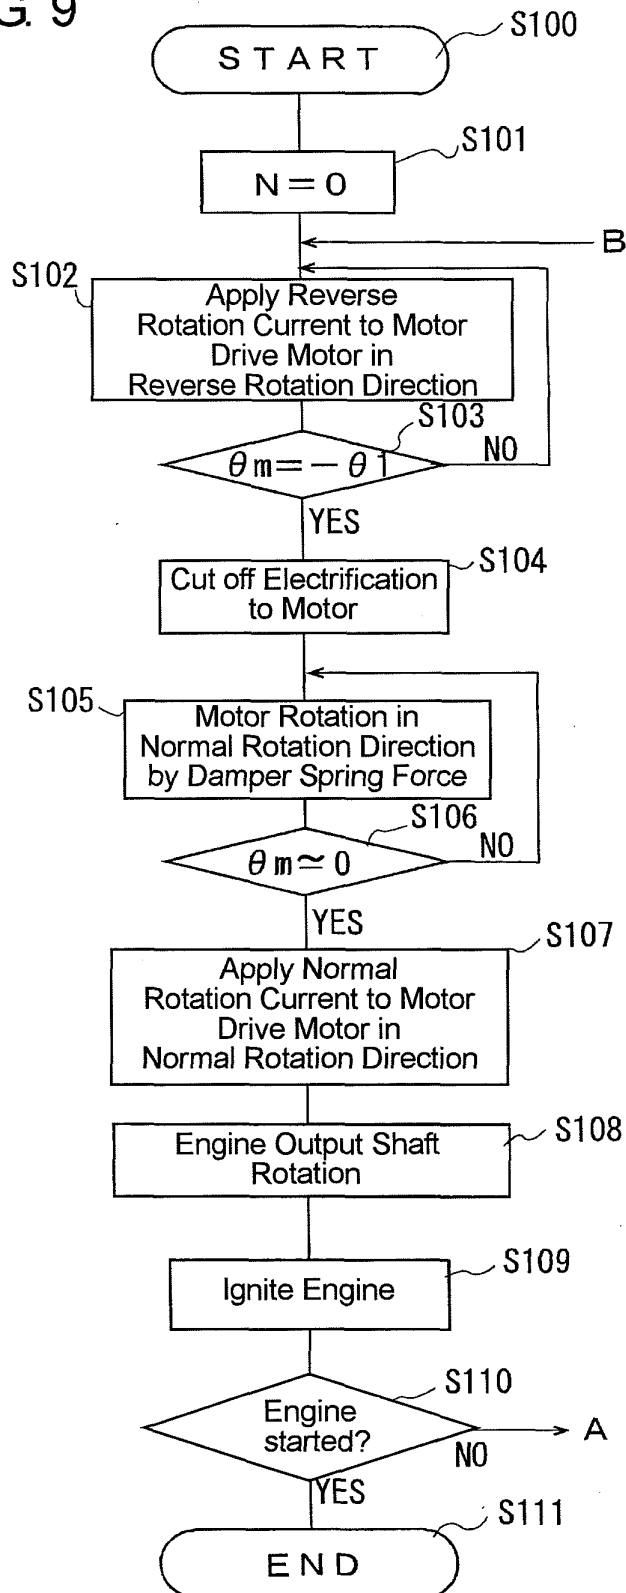 G. 9
START
S100
S101
N=0
B
S102
Apply Reverse
Rotation Current to Motor
Drive Motor in
Reverse Rotation Direction
S103
θm=-θ1
NO
YES
S104
Cut off Electrification
to Motor
S105
Motor Rotation in
Normal Rotation Direction
by Damper Spring Force
S106
θm≃0
NO
YES
S107
Apply Normal
Rotation Current to Motor
Drive Motor in
Normal Rotation Direction
S108
Engine Output Shaft
Rotation
S109
Ignite Engine
S110
Engine
started?
A
NO
YES
S111
END